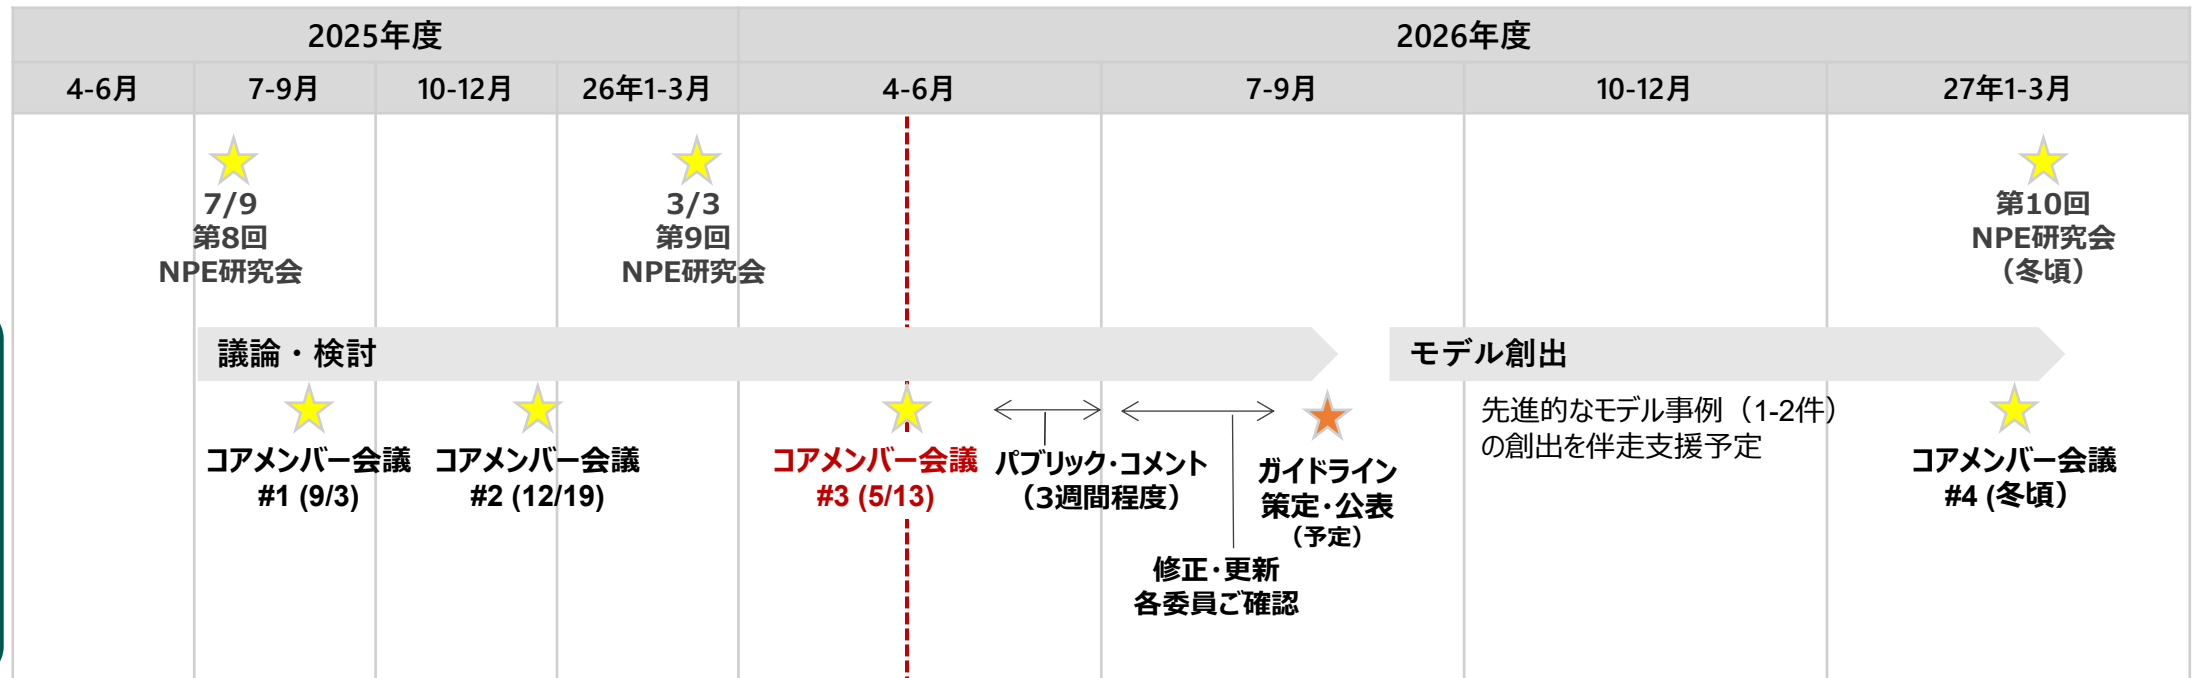 2025年度
2026年度
4-6月
7-9月
10-12月
26年1-3月
4-6月
7-9月
10-12月
27年1-3月
7/9
第8回
NPE研究会
3/3
第9回
NPE研究会
第10回
NPE研究会
（冬頃）
議論・検討
モデル創出
コアメンバー会議
#1 (9/3)
コアメンバー会議
#2 (12/19)
コアメンバー会議
#3 (5/13)
パブリック・コメント
（3週間程度）
修正・更新
各委員ご確認
ガイドライン
策定・公表
（予定）
先進的なモデル事例（1-2件）
の創出を伴走支援予定
コアメンバー会議
#4 (冬頃）